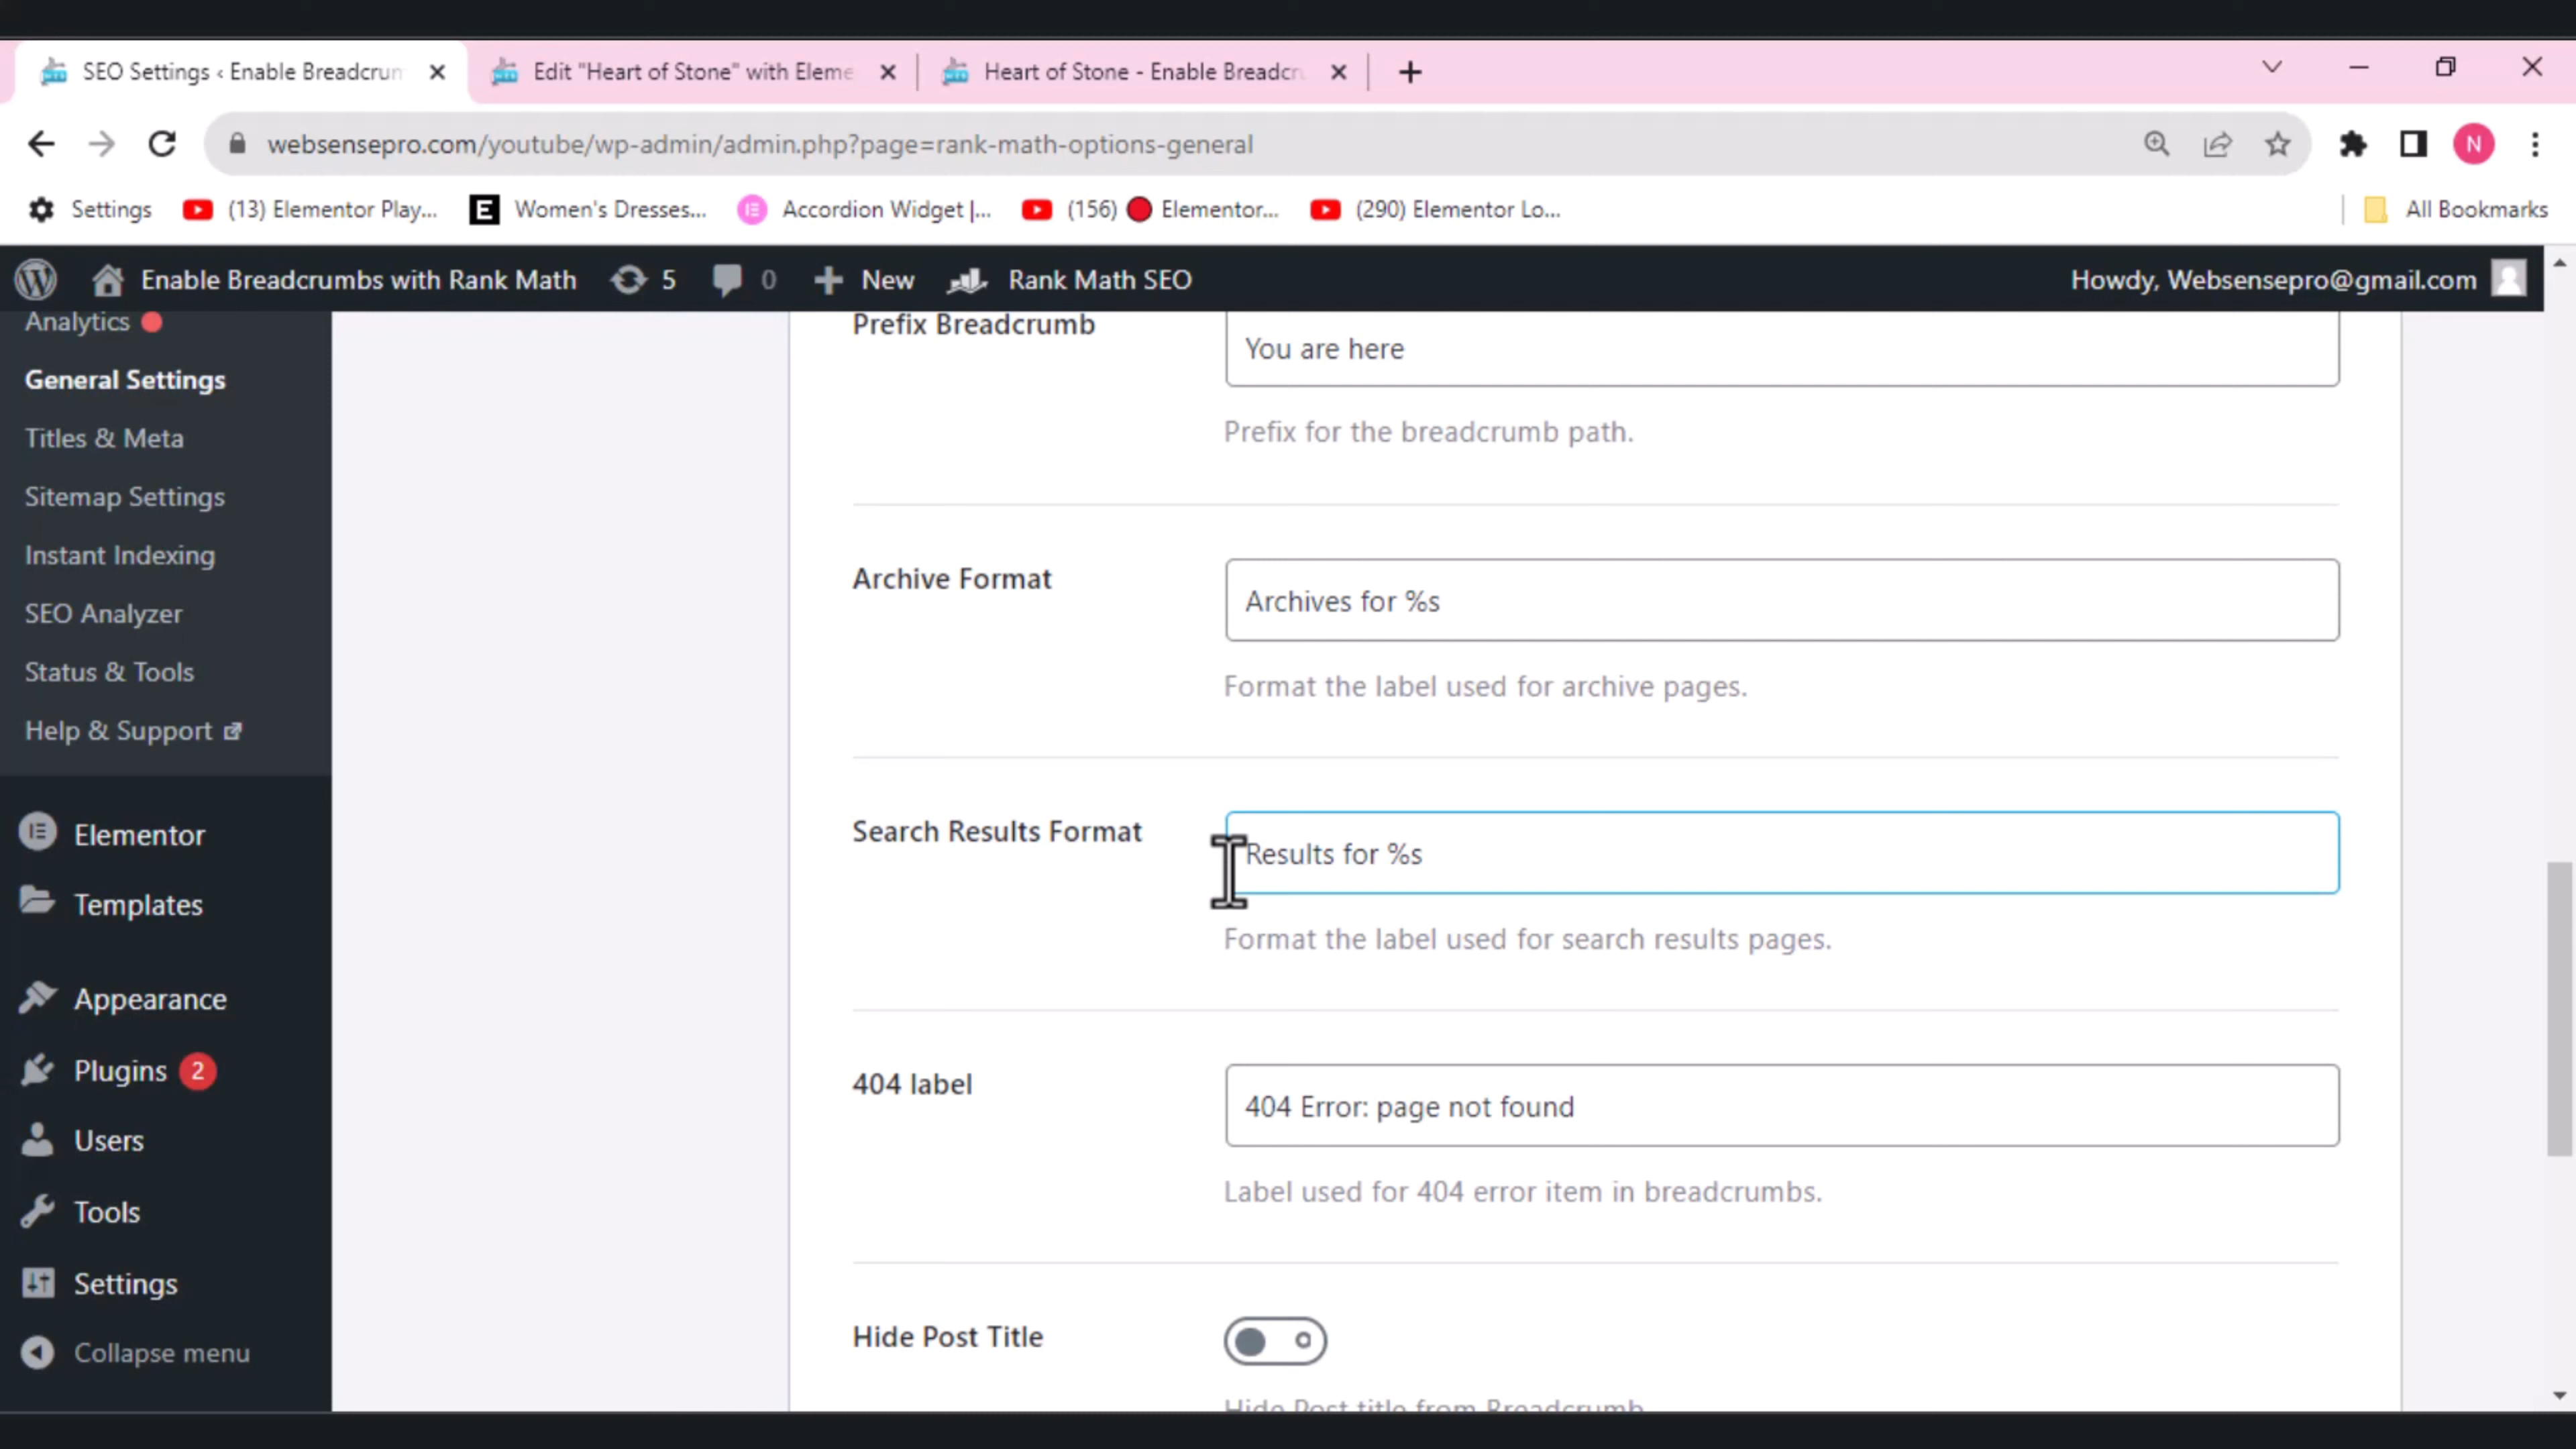 SEO Settings ‹ Enable Breadcrum
Edit "Heart of Stone" with Eleme
Heart of Stone - Enable Breadcr
websensepro.com/youtube/wp-admin/admin.php?page=rank-math-options-general
N
Settings
(13) Elementor Play...
E
Women's Dresses...
Accordion Widget |...
(156)
Elementor...
(290) Elementor Lo...
All Bookmarks
Enable Breadcrumbs with Rank Math
5
0
New
Rank Math SEO
Howdy, Websensepro@gmail.com
Analytics
General Settings
Titles & Meta
Sitemap Settings
Instant Indexing
SEO Analyzer
Status & Tools
Help & Support
Elementor
Templates
Appearance
Plugins 2
Users
Tools
Settings
Collapse menu
Prefix Breadcrumb
You are here
Prefix for the breadcrumb path.
Archive Format
Archives for %s
Format the label used for archive pages.
Search Results Format
Results for %s
Format the label used for search results pages.
404 label
404 Error: page not found
Label used for 404 error item in breadcrumbs.
Hide Post Title
Hide Post title from Breadcrumb